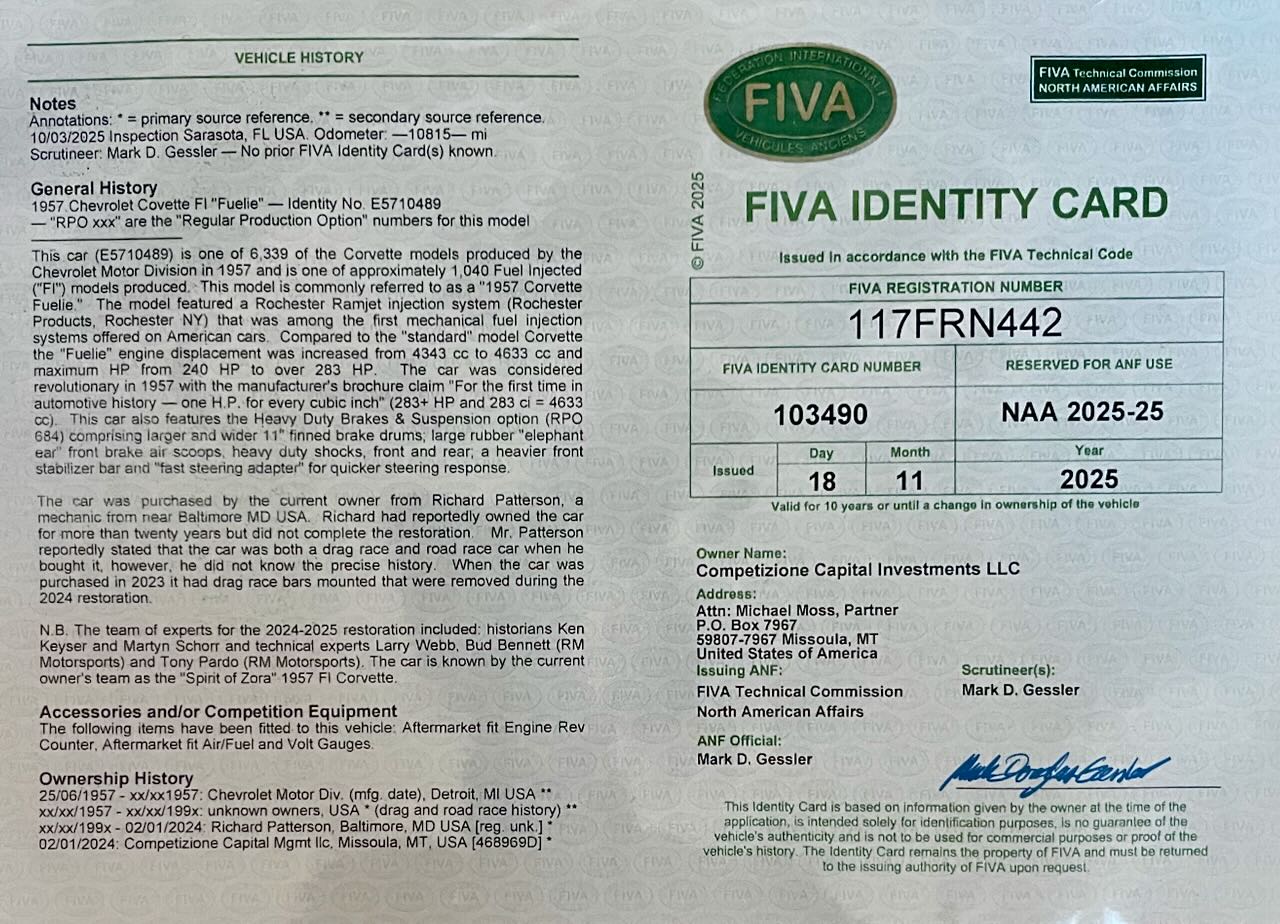 VEHICLE HISTORY
Notes
Annotations: * = primary source reference. ** = secondary source reference.
10/03/2025 Inspection Sarasota, FL USA. Odometer: —10815— mi
Scrutineer: Mark D. Gessler — No prior FIVA Identity Card(s) known.
General History
1957 Chevrolet Covette FI "Fuelie" — Identity No. E5710489
— "RPO xxx" are the "Regular Production Option" numbers for this model
This car (E5710489) is one of 6,339 of the Corvette models produced by the
Chevrolet Motor Division in 1957 and is one of approximately 1,040 Fuel Injected
("FI") models produced. This model is commonly referred to as a "1957 Corvette
Fuelie." The model featured a Rochester Ramjet injection system (Rochester
Products, Rochester NY) that was among the first mechanical fuel injection
systems offered on American cars. Compared to the "standard" model Corvette
the "Fuelie" engine displacement was increased from 4343 cc to 4633 cc and
maximum HP from 240 HP to over 283 HP. The car was considered
revolutionary in 1957 with the manufacturer's brochure claim "For the first time in
automotive history — one H.P. for every cubic inch" (283+ HP and 283 ci = 4633
cc). This car also features the Heavy Duty Brakes & Suspension option (RPO
684) comprising larger and wider 11" finned brake drums; large rubber "elephant
ear" front brake air scoops, heavy duty shocks, front and rear; a heavier front
stabilizer bar and "fast steering adapter" for quicker steering response.
The car was purchased by the current owner from Richard Patterson, a
mechanic from near Baltimore MD USA. Richard had reportedly owned the car
for more than twenty years but did not complete the restoration. Mr. Patterson
reportedly stated that the car was both a drag race and road race car when he
bought it, however, he did not know the precise history. When the car was
purchased in 2023 it had drag race bars mounted that were removed during the
2024 restoration.
N.B. The team of experts for the 2024-2025 restoration included: historians Ken
Keyser and Martyn Schorr and technical experts Larry Webb, Bud Bennett (RM
Motorsports) and Tony Pardo (RM Motorsports). The car is known by the current
owner's team as the "Spirit of Zora" 1957 FI Corvette.
Accessories and/or Competition Equipment
The following items have been fitted to this vehicle: Aftermarket fit Engine Rev
Counter, Aftermarket fit Air/Fuel and Volt Gauges.
Ownership History
25/06/1957 - xx/xx1957: Chevrolet Motor Div. (mfg. date), Detroit, MI USA **
xx/xx/1957 - xx/xx/199x: unknown owners, USA * (drag and road race history) **
xx/xx/199x - 02/01/2024: Richard Patterson, Baltimore, MD USA [reg. unk.] *
02/01/2024: Competizione Capital Mgmt llc, Missoula, MT, USA [468969D] *
FEDERATION INTERNATIONALE
FIVA
VEHICULES ANCIENS
FIVA Technical Commission
NORTH AMERICAN AFFAIRS
© FIVA 2025
FIVA IDENTITY CARD
Issued in accordance with the FIVA Technical Code
FIVA REGISTRATION NUMBER
117FRN442
FIVA IDENTITY CARD NUMBER
RESERVED FOR ANF USE
103490
NAA 2025-25
Issued
Day
Month
Year
18
11
2025
Valid for 10 years or until a change in ownership of the vehicle
Owner Name:
Competizione Capital Investments LLC
Address:
Attn: Michael Moss, Partner
P.O. Box 7967
59807-7967 Missoula, MT
United States of America
Issuing ANF:
Scrutineer(s):
FIVA Technical Commission
Mark D. Gessler
North American Affairs
ANF Official:
Mark D. Gessler
Mark Douglas Gessler
This Identity Card is based on information given by the owner at the time of the
application, is intended solely for identification purposes, is no guarantee of the
vehicle's authenticity and is not to be used for commercial purposes or proof of the
vehicle's history. The Identity Card remains the property of FIVA and must be returned
to the issuing authority of FIVA upon request.